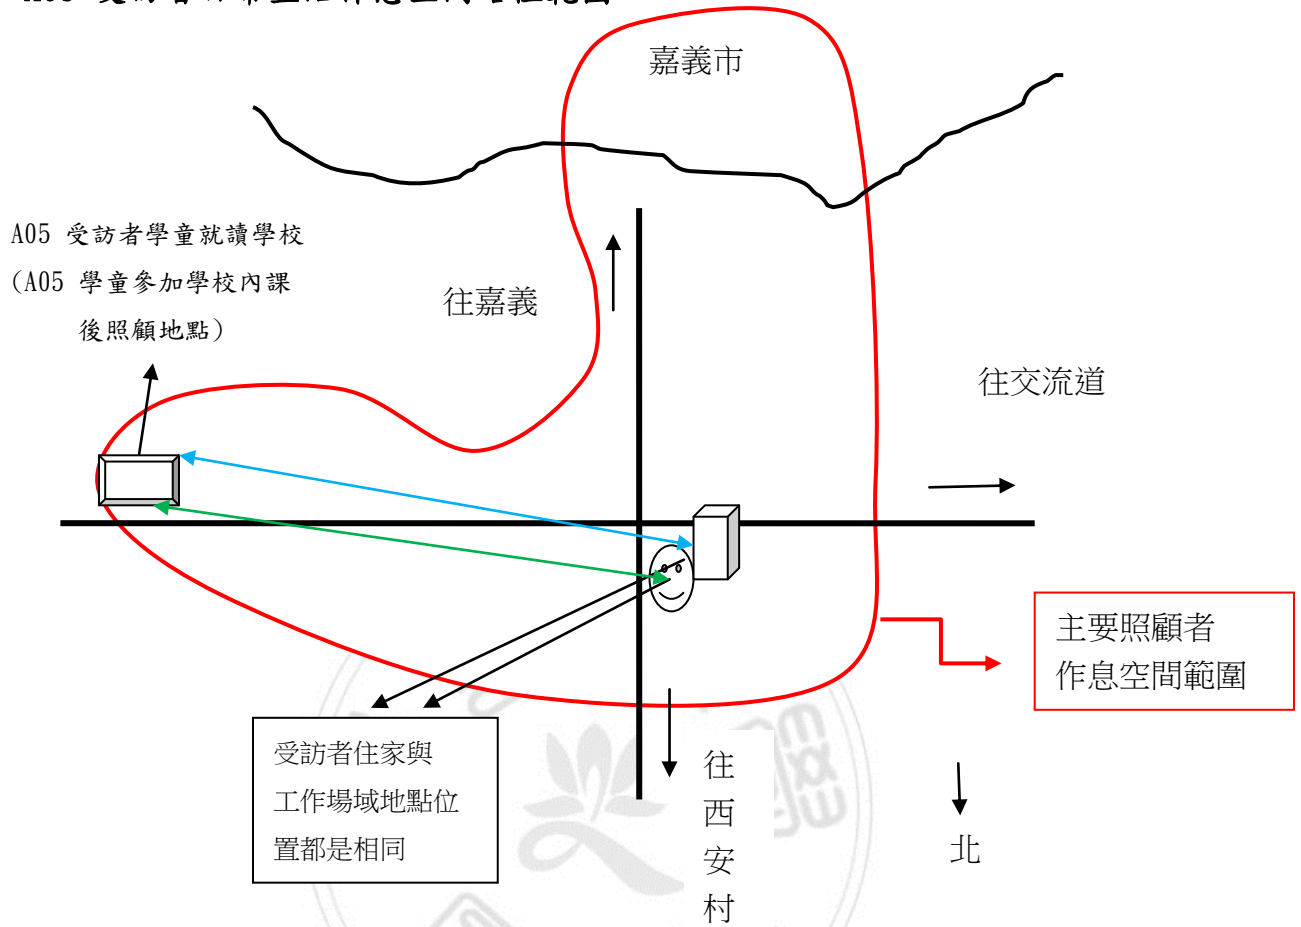 嘉義市
A05 受訪者學童就讀學校
(A05 學童參加學校內課
後照顧地點)
往嘉義
往交流道
主要照顧者
作息空間範圍
受訪者住家與
工作場域地點位
置都是相同
往西安村
北